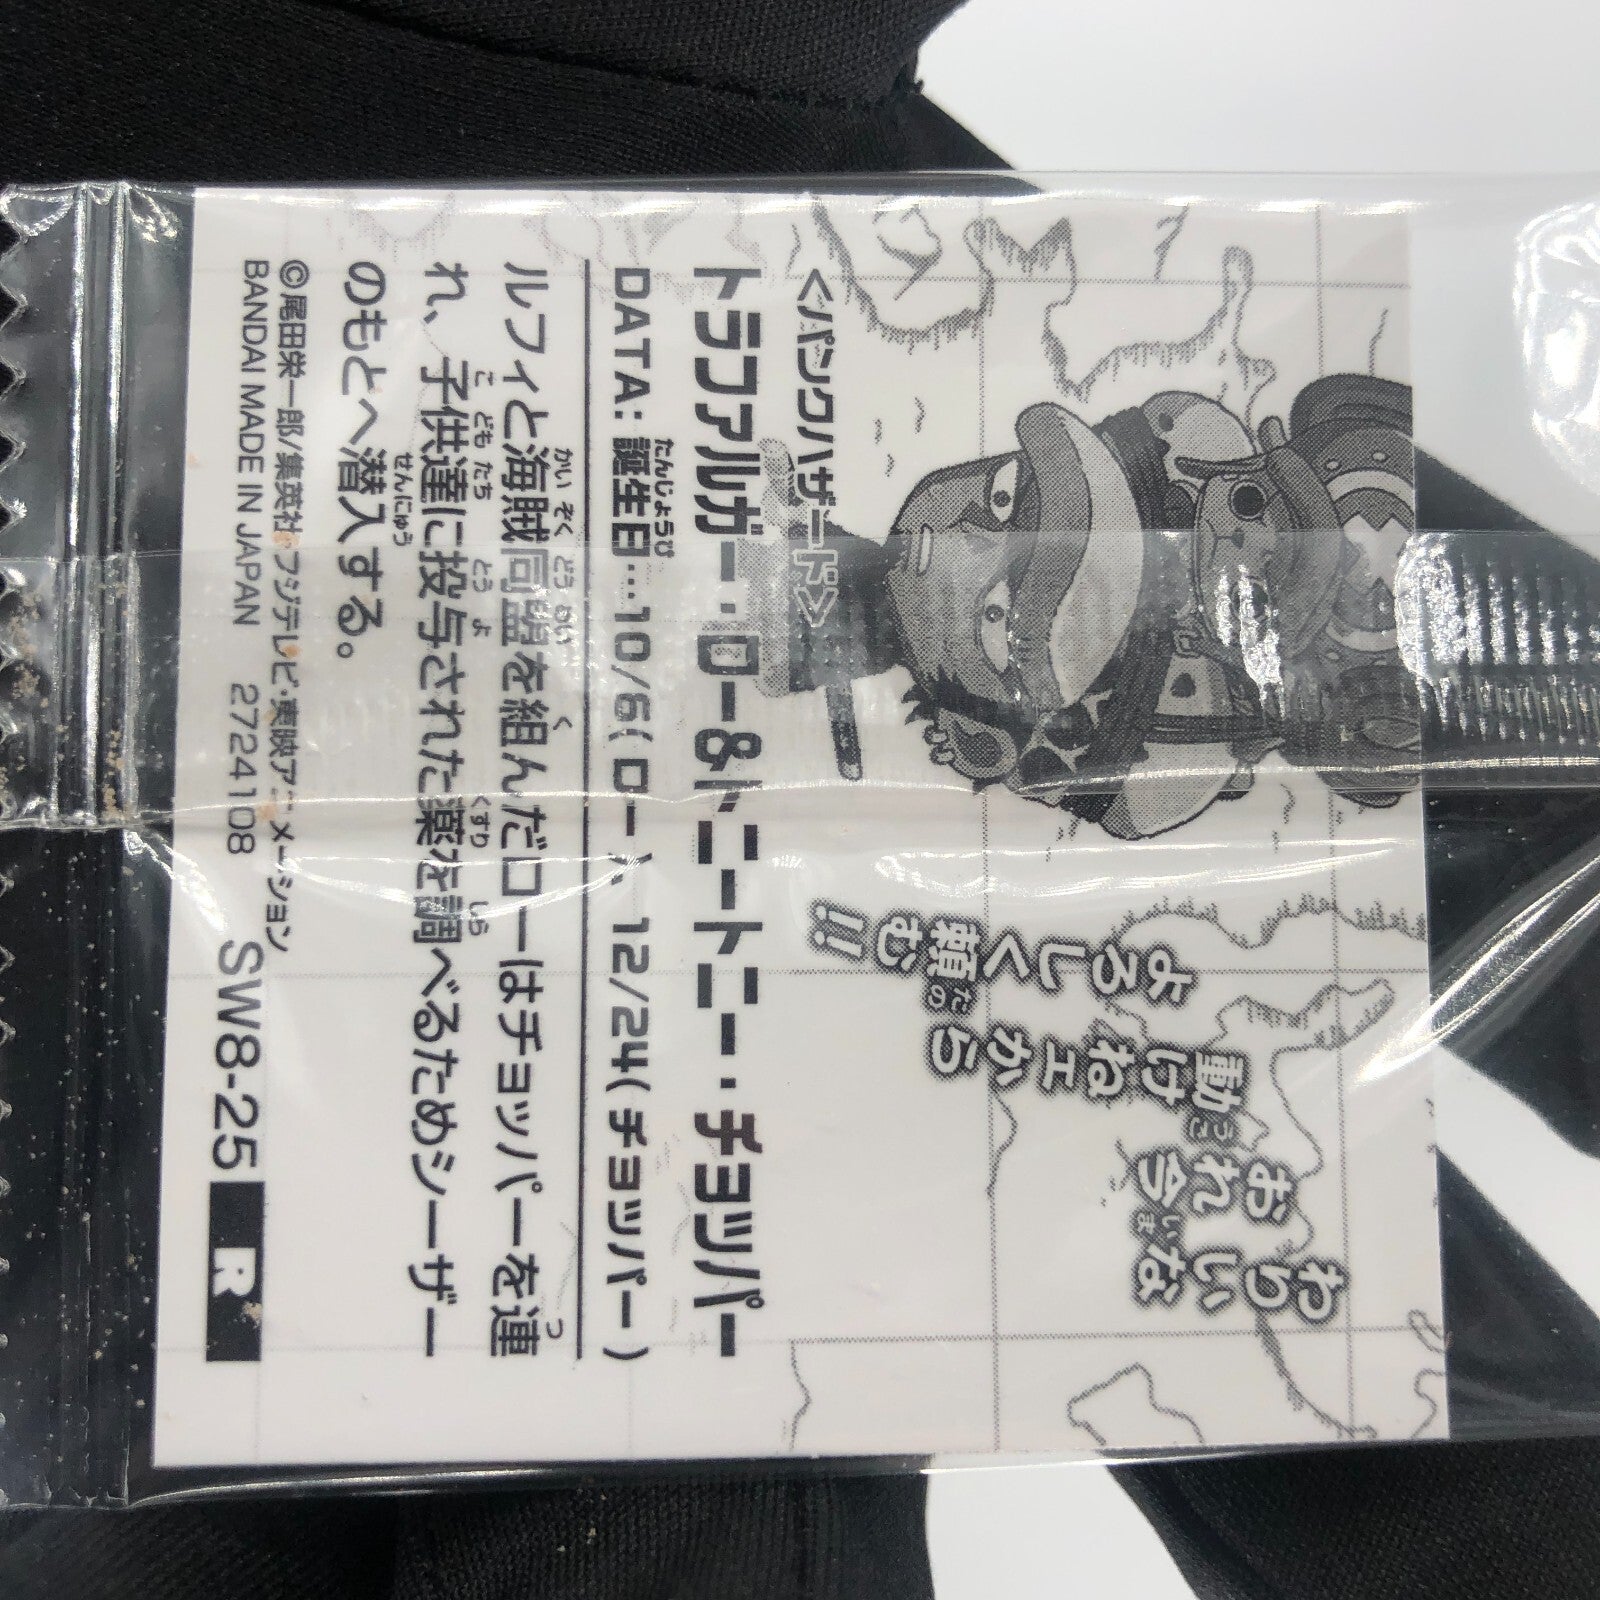 わりい
おれ今な
動けねェから
よろしく頼む
!!
<パンクハザード>
トラファルガー・ロー&トニートニー・チョッパー
DATA:誕生日…10/6(ロー)、12/24(チョッパー)
ルフィと海賊同盟を組んだローはチョッパーを連
れ、子供達に投与された薬を調べるためシーザー
のもとへ潜入する。
©尾田栄一郎/集英社・フジテレビ・東映アニメーション
BANDAI MADE IN JAPAN 2724108 SW8-25 R